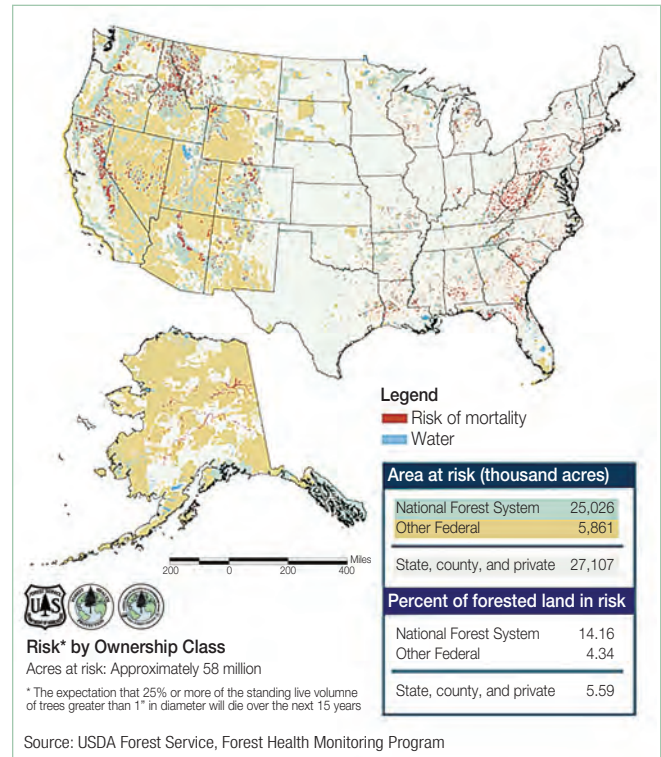 Legend
Risk of mortality
Water
Area at risk (thousand acres)
National Forest System 25,026
Other Federal 5,861
State, county, and private 27,107
Percent of forested land in risk
National Forest System 14.16
Other Federal 4.34
State, county, and private 5.59
Miles
200 0 200 400
U S
Risk* by Ownership Class
Acres at risk: Approximately 58 million
* The expectation that 25% or more of the standing live volumne
of trees greater than 1" in diameter will die over the next 15 years
Source: USDA Forest Service, Forest Health Monitoring Program